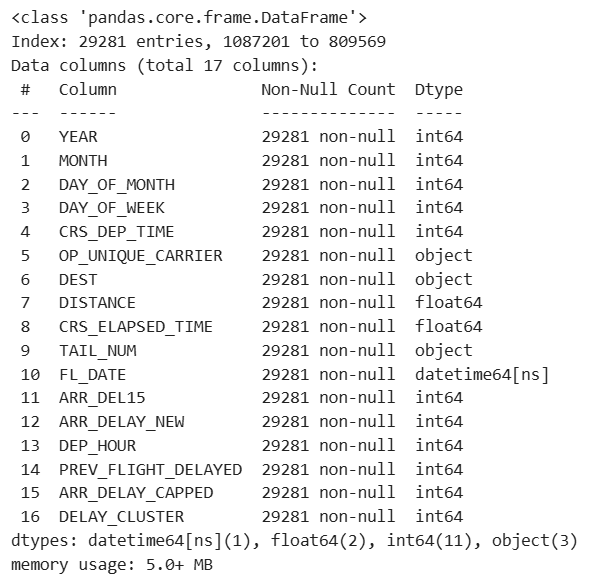 <class 'pandas.core.frame.DataFrame'>
Index: 29281 entries, 1087201 to 809569
Data columns (total 17 columns):
 #   Column               Non-Null Count  Dtype
---  ------               --------------  -----
 0   YEAR                 29281 non-null  int64
 1   MONTH                29281 non-null  int64
 2   DAY_OF_MONTH         29281 non-null  int64
 3   DAY_OF_WEEK          29281 non-null  int64
 4   CRS_DEP_TIME         29281 non-null  int64
 5   OP_UNIQUE_CARRIER    29281 non-null  object
 6   DEST                 29281 non-null  object
 7   DISTANCE             29281 non-null  float64
 8   CRS_ELAPSED_TIME     29281 non-null  float64
 9   TAIL_NUM             29281 non-null  object
 10  FL_DATE              29281 non-null  datetime64[ns]
 11  ARR_DEL15            29281 non-null  int64
 12  ARR_DELAY_NEW        29281 non-null  int64
 13  DEP_HOUR             29281 non-null  int64
 14  PREV_FLIGHT_DELAYED  29281 non-null  int64
 15  ARR_DELAY_CAPPED     29281 non-null  int64
 16  DELAY_CLUSTER        29281 non-null  int64
dtypes: datetime64[ns](1), float64(2), int64(11), object(3)
memory usage: 5.0+ MB